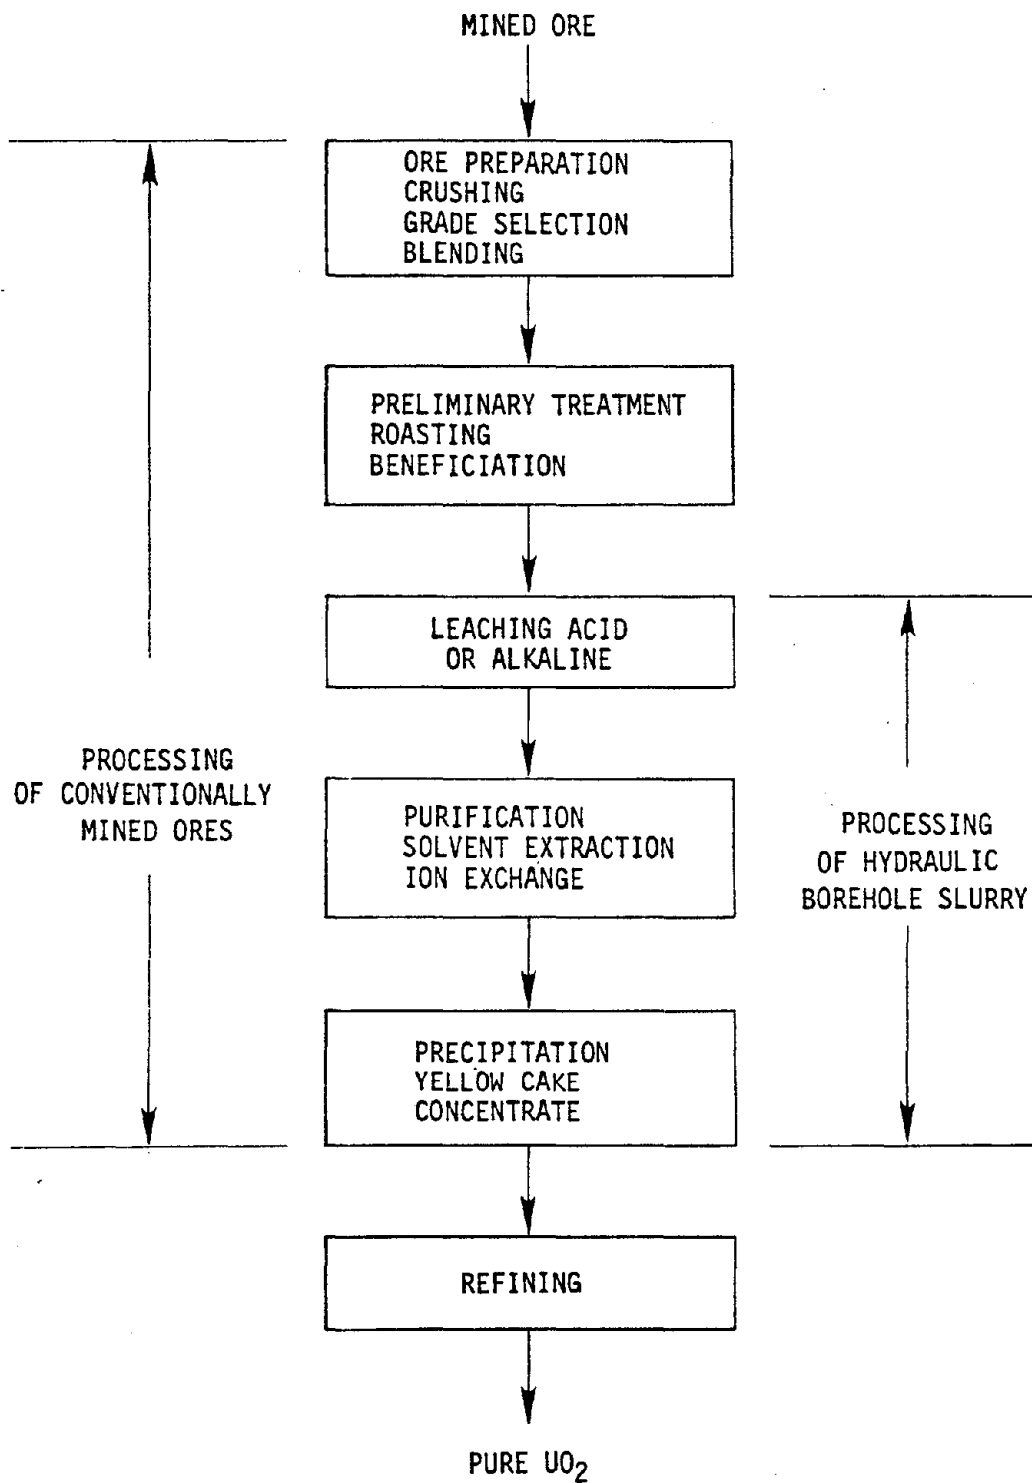 MINED ORE
ORE PREPARATION
CRUSHING
GRADE SELECTION
BLENDING
PRELIMINARY TREATMENT
ROASTING
BENEFICIATION
LEACHING ACID
OR ALKALINE
PROCESSING
OF CONVENTIONALLY
MINED ORES
PURIFICATION
SOLVENT EXTRACTION
ION EXCHANGE
PROCESSING
OF HYDRAULIC
BOREHOLE SLURRY
PRECIPITATION
YELLOW CAKE
CONCENTRATE
REFINING
PURE UO₂